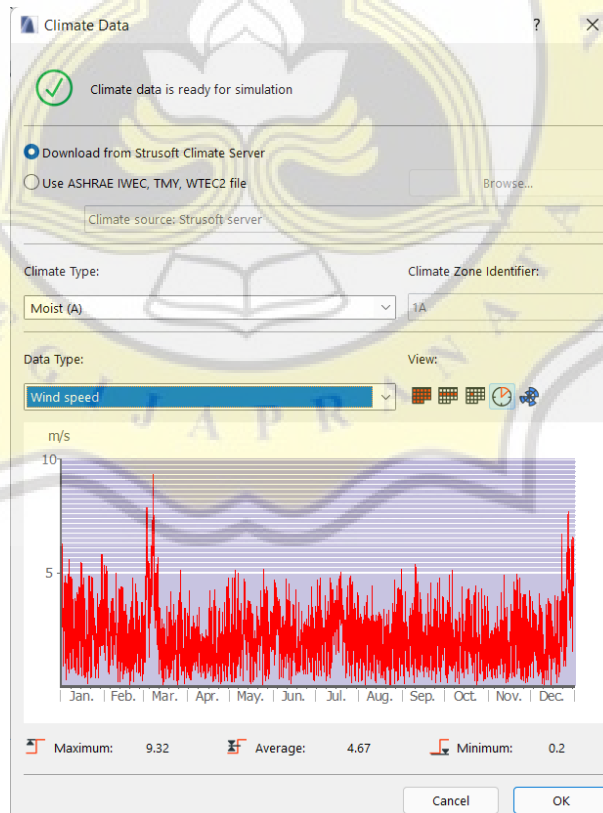 Climate Data ?
Climate data is ready for simulation
Download from Strusoft Climate Server
Use ASHRAE IWEC, TMY, WTEC2 file
Browse...
Climate source: Strusoft server
Climate Type:
Climate Zone Identifier:
Moist (A)
1A
Data Type:
View:
Wind speed
GIJAPRANATA
m/s
10
5
Jan. Feb. Mar. Apr. May. Jun. Jul. Aug. Sep. Oct. Nov. Dec.
Maximum: 9.32 Average: 4.67 Minimum: 0.2
Cancel OK